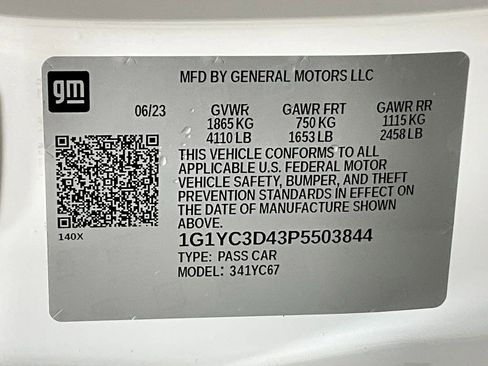 gm
MFD BY GENERAL MOTORS LLC
06/23 GVWR GAWR FRT GAWR RR
1865 KG 750 KG 1115 KG
4110 LB 1653 LB 2458 LB
THIS VEHICLE CONFORMS TO ALL
APPLICABLE U.S. FEDERAL MOTOR
VEHICLE SAFETY, BUMPER, AND THEFT
PREVENTION STANDARDS IN EFFECT ON
THE DATE OF MANUFACTURE SHOWN
ABOVE.
140X
1G1YC3D43P5503844
TYPE: PASS CAR
MODEL: 341YC67